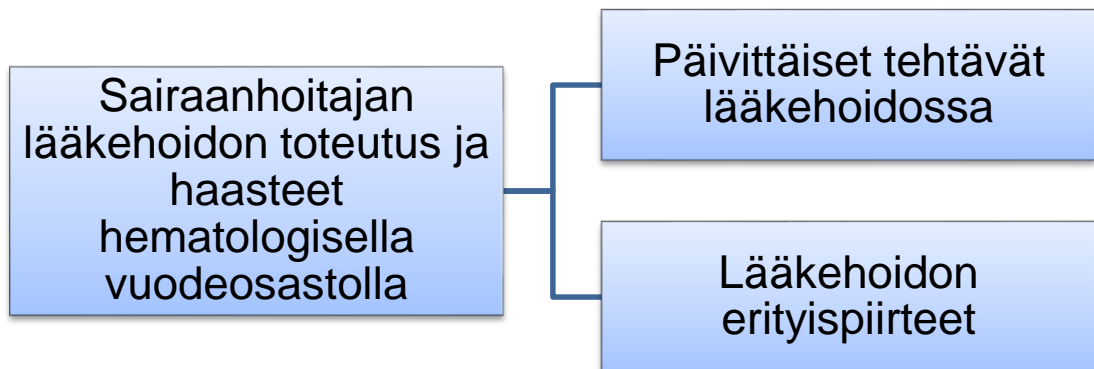 Sairaanhoitajan
lääkehoidon toteutus ja
haasteet
hematologisella
vuodeosastolla
Päivittäiset tehtävät
lääkehoidossa
Lääkehoidon
erityispiirteet